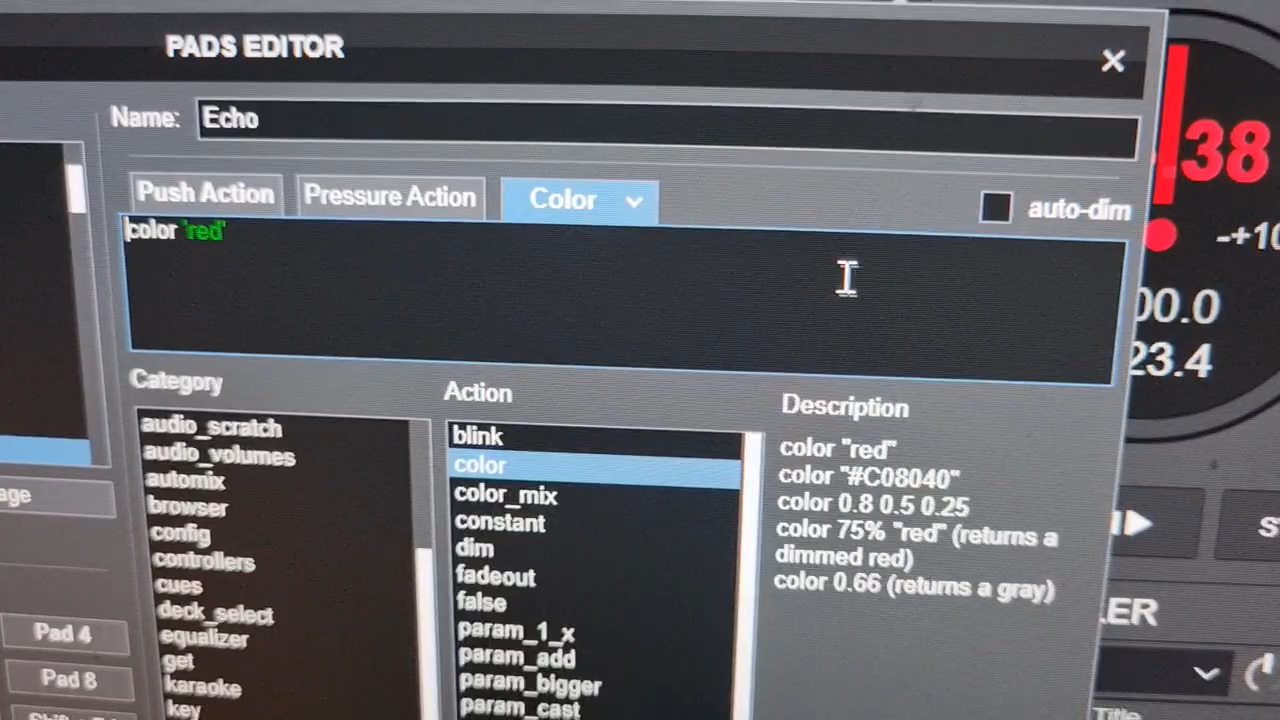 PADS EDITOR
Name: Echo
38
Push Action Pressure Action Color auto-dim
color 'red'
-+10
00.0
23.4
Category
audio_scratch
audio_volumes
automix
browser
config
controllers
cues
deck_select
equalizer
get
karaoke
key
Action
blink
color
color_mix
constant
dim
fadeout
false
param_1_x
param_add
param_bigger
param_cast
Description
color "red"
color "#C08040"
color 0.8 0.5 0.25
color 75% "red" (returns a
dimmed red)
color 0.66 (returns a gray)
age
Pad 4
Pad 8
S
LER
Title